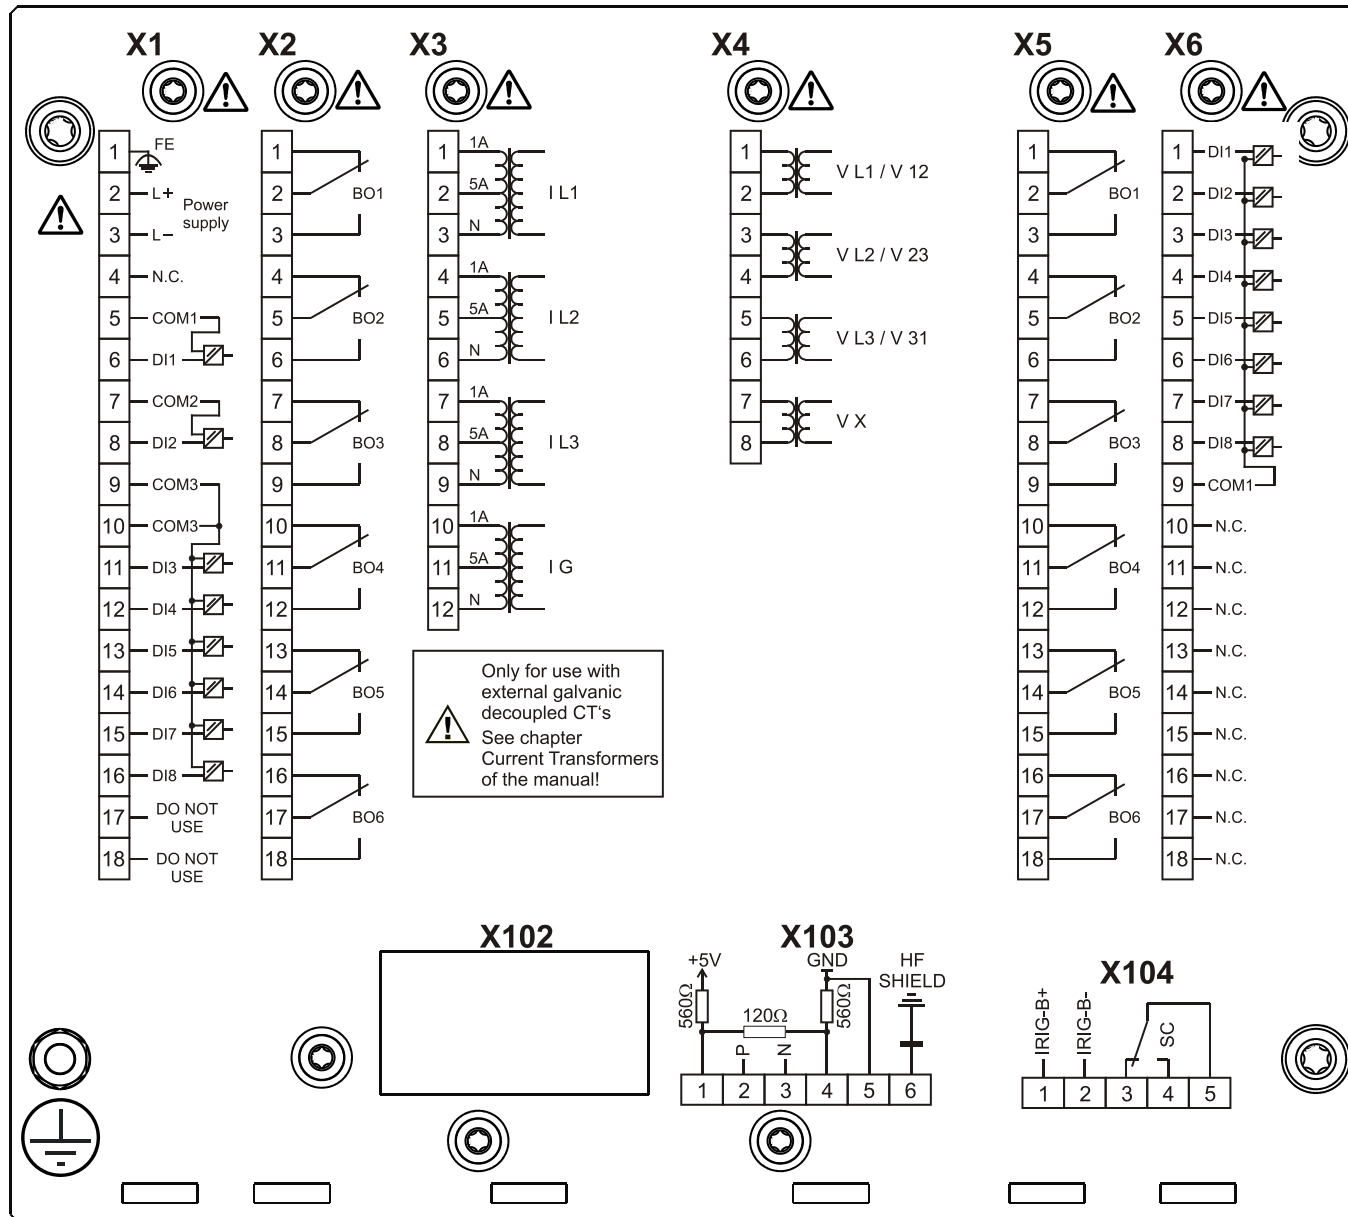 X1
X2
X3
X4
X5
X6
1 FE
2 L+
Power
supply
3 L–
4 N.C.
5 COM1
6 DI1
7 COM2
8 DI2
9 COM3
10 COM3
11 DI3
12 DI4
13 DI5
14 DI6
15 DI7
16 DI8
17 DO NOT
USE
18 DO NOT
USE
1
2 BO1
3
4
5 BO2
6
7
8 BO3
9
10
11 BO4
12
13
14 BO5
15
16
17 BO6
18
1 1A
2 5A I L1
3 N
4 1A
5 5A I L2
6 N
7 1A
8 5A I L3
9 N
10 1A
11 5A I G
12 N
Only for use with
external galvanic
decoupled CT‘s
See chapter
Current Transformers
of the manual!
1
V L1 / V 12
2
3
V L2 / V 23
4
5
V L3 / V 31
6
7
V X
8
1
2 BO1
3
4
5 BO2
6
7
8 BO3
9
10
11 BO4
12
13
14 BO5
15
16
17 BO6
18
1 DI1
2 DI2
3 DI3
4 DI4
5 DI5
6 DI6
7 DI7
8 DI8
9 COM1
10 N.C.
11 N.C.
12 N.C.
13 N.C.
14 N.C.
15 N.C.
16 N.C.
17 N.C.
18 N.C.
X102
X103
+5V
GND
HF
SHIELD
560Ω
120Ω
560Ω
P
N
1 2 3 4 5 6
X104
IRIG-B+
IRIG-B-
SC
1 2 3 4 5